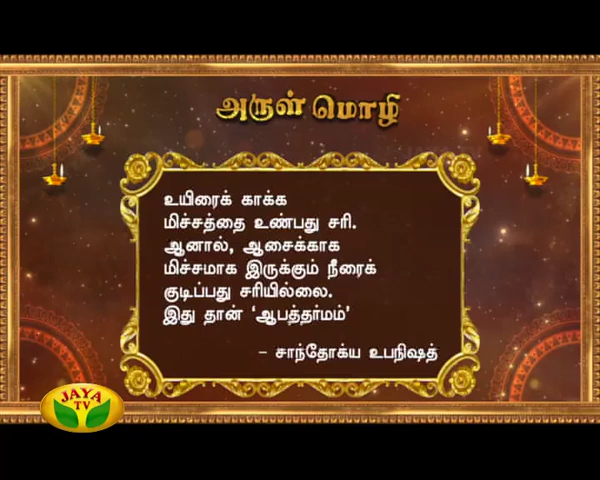 அருள் மொழி
உயிரைக் காக்க
மிச்சத்தை உண்பது சரி.
ஆனால், ஆசைக்காக
மிச்சமாக இருக்கும் நீரைக்
குடிப்பது சரியில்லை.
இது தான் ‘ஆபத்தர்மம்’
– சாந்தோக்ய உபநிஷத்
JAYA
TV